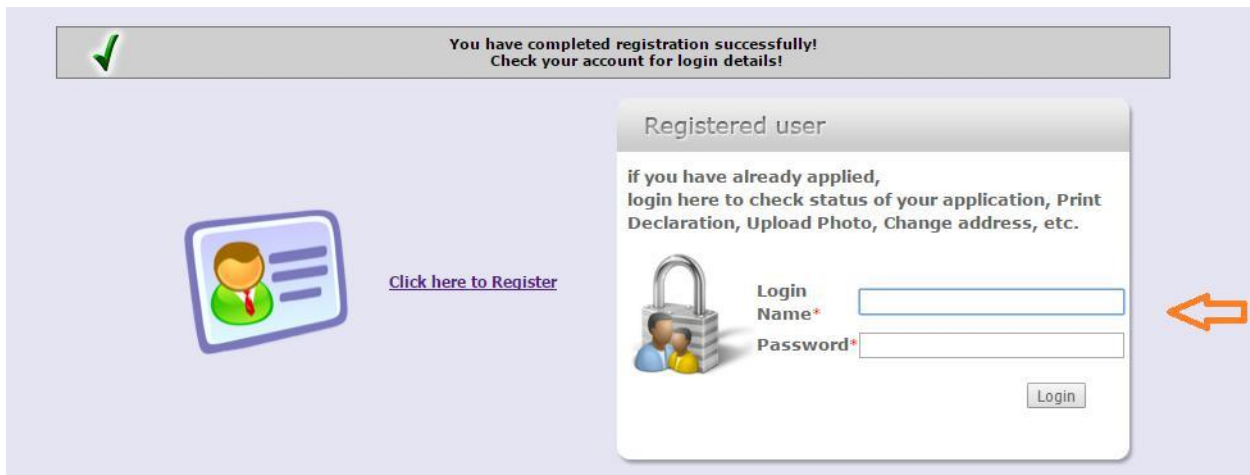 You have completed registration successfully!
Check your account for login details!
Registered user
if you have already applied,
login here to check status of your application, Print
Declaration, Upload Photo, Change address, etc.
Click here to Register
Login
Name*
Password*
Login